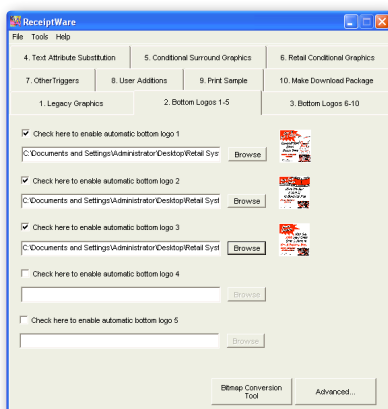 ReceiptWare
File Tools Help
4. Text Attribute Substitution 5. Conditional Surround Graphics 6. Retail Conditional Graphics
7. OtherTriggers 8. User Additions 9. Print Sample 10. Make Download Package
1. Legacy Graphics 2. Bottom Logos 1-5 3. Bottom Logos 6-10
Check here to enable automatic bottom logo 1
C:\Documents and Settings\Administrator\Desktop\Retail Syst Browse
Check here to enable automatic bottom logo 2
C:\Documents and Settings\Administrator\Desktop\Retail Syst Browse
Check here to enable automatic bottom logo 3
C:\Documents and Settings\Administrator\Desktop\Retail Syst Browse
Check here to enable automatic bottom logo 4
Browse
Check here to enable automatic bottom logo 5
Browse
Bitmap Conversion
Tool Advanced...